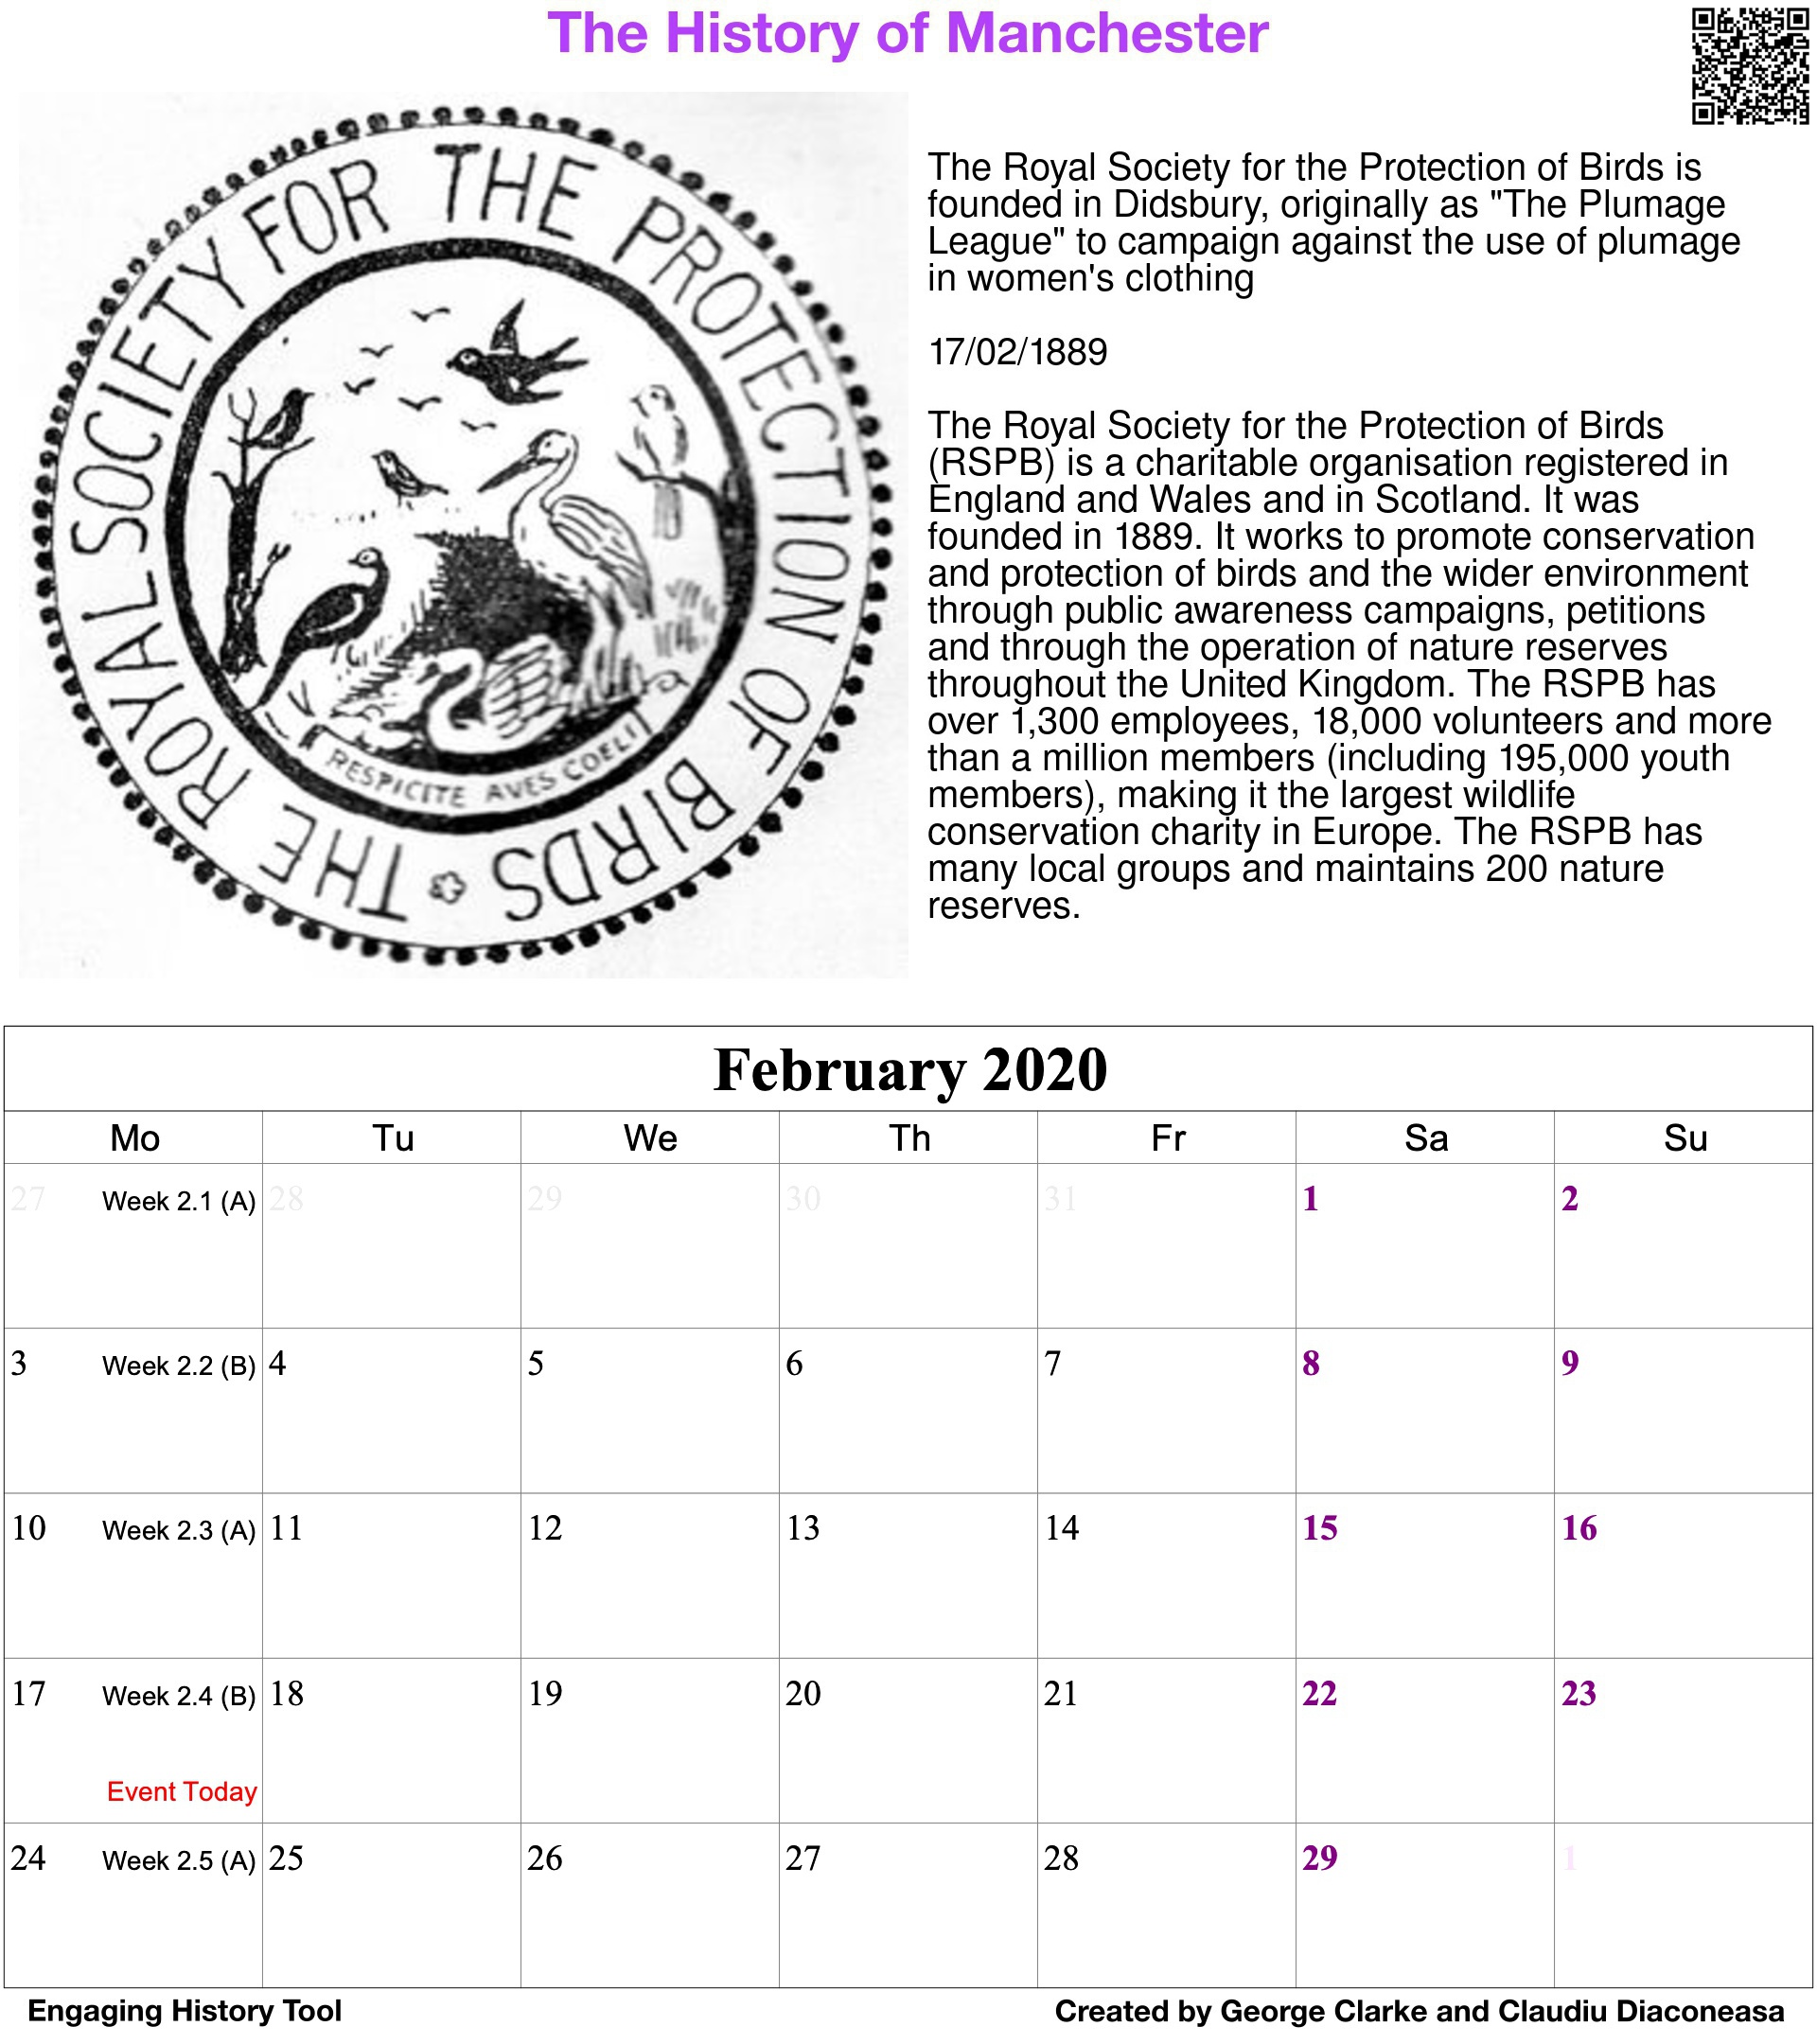 The History of Manchester
THE ROYAL SOCIETY FOR THE PROTECTION OF BIRDS
RESPICITE AVES COELI
The Royal Society for the Protection of Birds is
founded in Didsbury, originally as "The Plumage
League" to campaign against the use of plumage
in women's clothing
17/02/1889
The Royal Society for the Protection of Birds
(RSPB) is a charitable organisation registered in
England and Wales and in Scotland. It was
founded in 1889. It works to promote conservation
and protection of birds and the wider environment
through public awareness campaigns, petitions
and through the operation of nature reserves
throughout the United Kingdom. The RSPB has
over 1,300 employees, 18,000 volunteers and more
than a million members (including 195,000 youth
members), making it the largest wildlife
conservation charity in Europe. The RSPB has
many local groups and maintains 200 nature
reserves.
February 2020
Mo Tu We Th Fr Sa Su
27 Week 2.1 (A) 28 29 30 31 1 2
3 Week 2.2 (B) 4 5 6 7 8 9
10 Week 2.3 (A) 11 12 13 14 15 16
17 Week 2.4 (B) 18 19 20 21 22 23
Event Today
24 Week 2.5 (A) 25 26 27 28 29 1
Engaging History Tool Created by George Clarke and Claudiu Diaconeasa